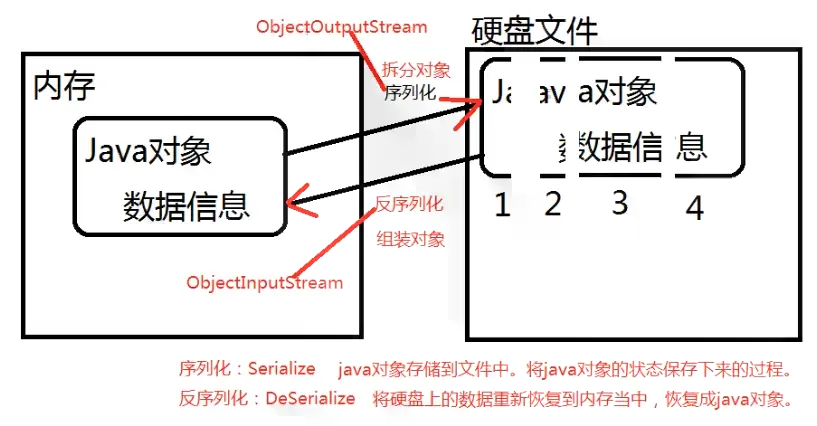 ObjectOutputStream
硬盘文件
内存
拆分对象
序列化
Java对象
数据信息
Java对象
数据信息
1 2 3 4
反序列化
组装对象
ObjectInputStream
序列化：Serialize java对象存储到文件中。将java对象的状态保存下来的过程。
反序列化：DeSerialize 将硬盘上的数据重新恢复到内存当中，恢复成java对象。